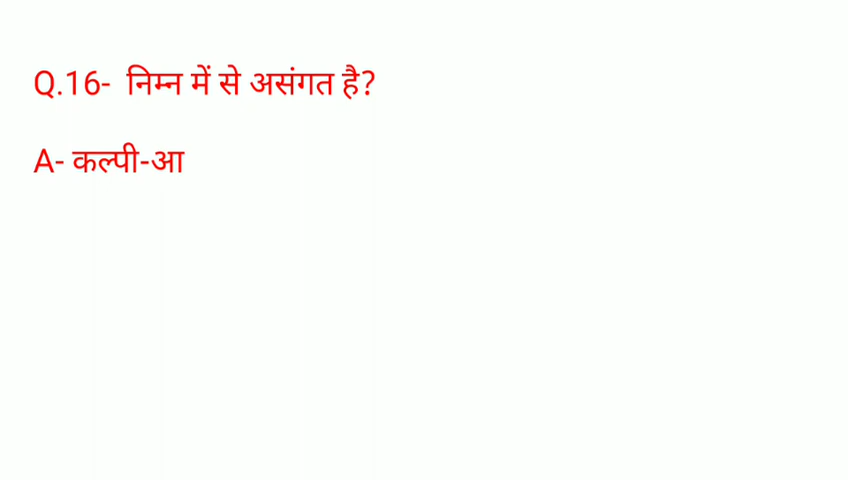 Q.16- निम्न में से असंगत है?
A- कल्पी-आ